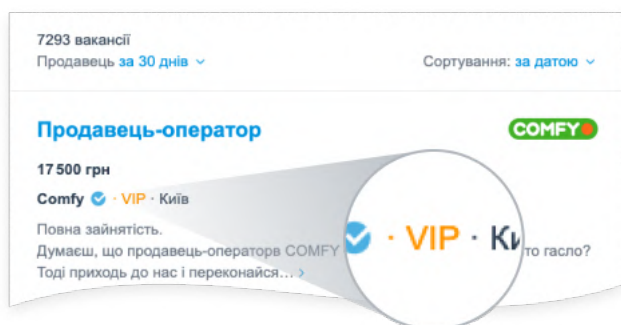 7293 вакансії
Продавець за 30 днів
Сортування: за датою
Продавець-оператор
COMFY
17 500 грн
Comfy · VIP · Київ
Повна зайнятість.
Думаєш, що продавець-операторв COMFY то гасло?
Тоді приходь до нас і переконайся...
· VIP · Ки